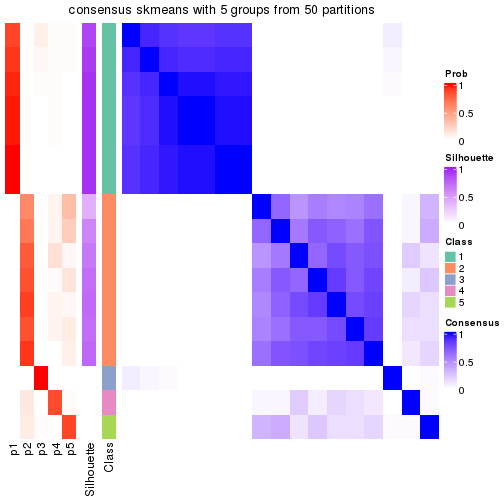 consensus skmeans with 5 groups from 50 partitions
Prob
1
0.5
0
Silhouette
1
0.5
0
Class
1
2
3
4
5
Consensus
1
0.5
0
p1
p2
p3
p4
p5
Silhouette
Class